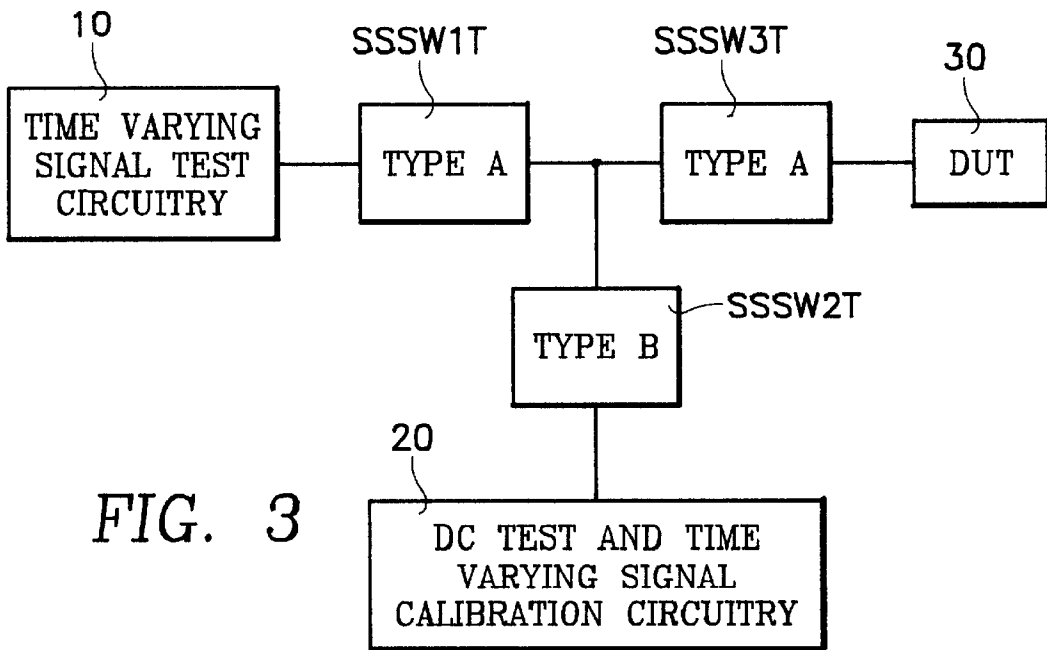 10
SSSW1T
SSSW3T
30
TIME VARYING
SIGNAL TEST
CIRCUITRY
TYPE A
TYPE A
DUT
TYPE B
SSSW2T
20
FIG. 3
DC TEST AND TIME
VARYING SIGNAL
CALIBRATION CIRCUITRY